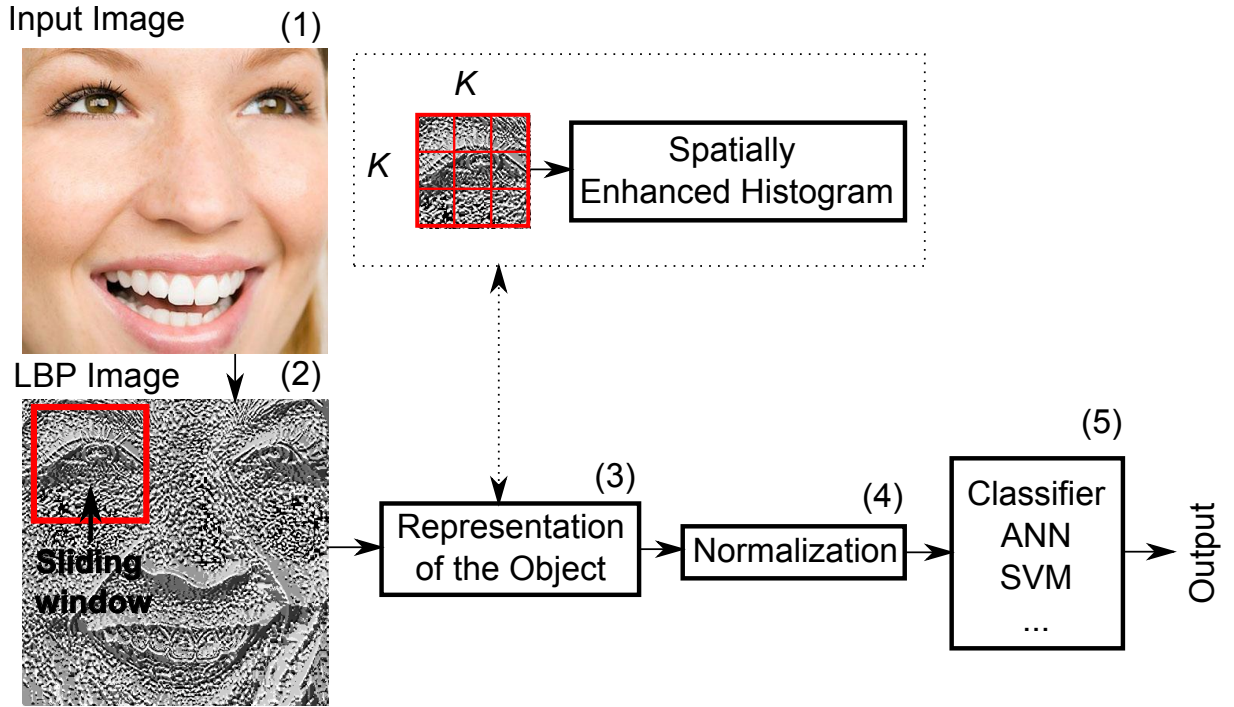 Input Image
(1)
K
K
Spatially
Enhanced Histogram
LBP Image
(2)
Sliding
window
(3)
Representation
of the Object
(4)
Normalization
(5)
Classifier
ANN
SVM
...
Output